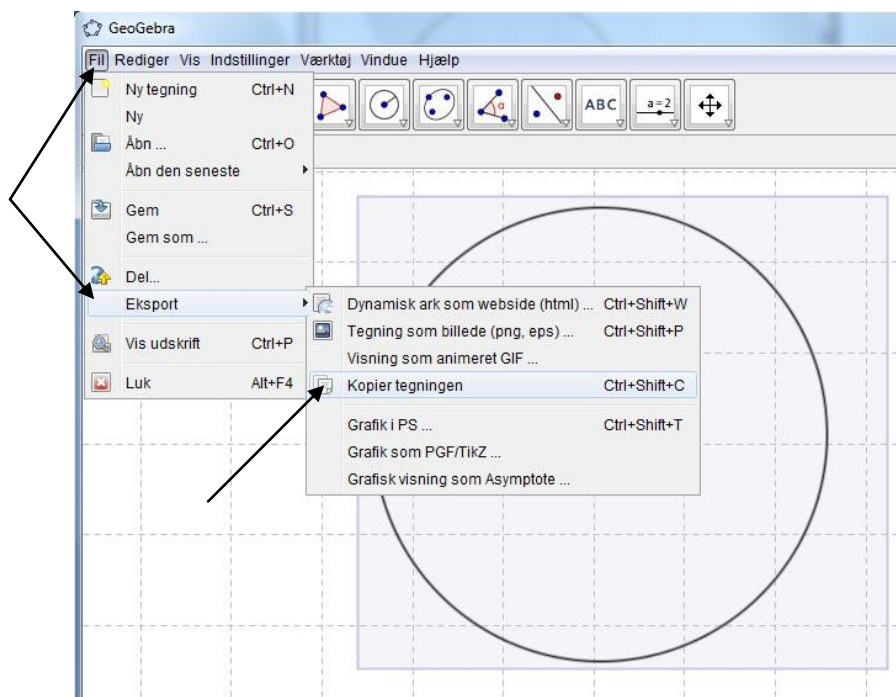 GeoGebra
Fil Rediger Vis Indstillinger Værktøj Vindue Hjælp
Ny tegning Ctrl+N
Ny
Åbn ... Ctrl+O
Åbn den seneste
Gem Ctrl+S
Gem som ...
Del...
Eksport
Vis udskrift Ctrl+P
Luk Alt+F4
ABC
a=2
α
Dynamisk ark som webside (html) ... Ctrl+Shift+W
Tegning som billede (png, eps) ... Ctrl+Shift+P
Visning som animeret GIF ...
Kopier tegningen Ctrl+Shift+C
Grafik i PS ... Ctrl+Shift+T
Grafik som PGF/TikZ ...
Grafisk visning som Asymptote ...